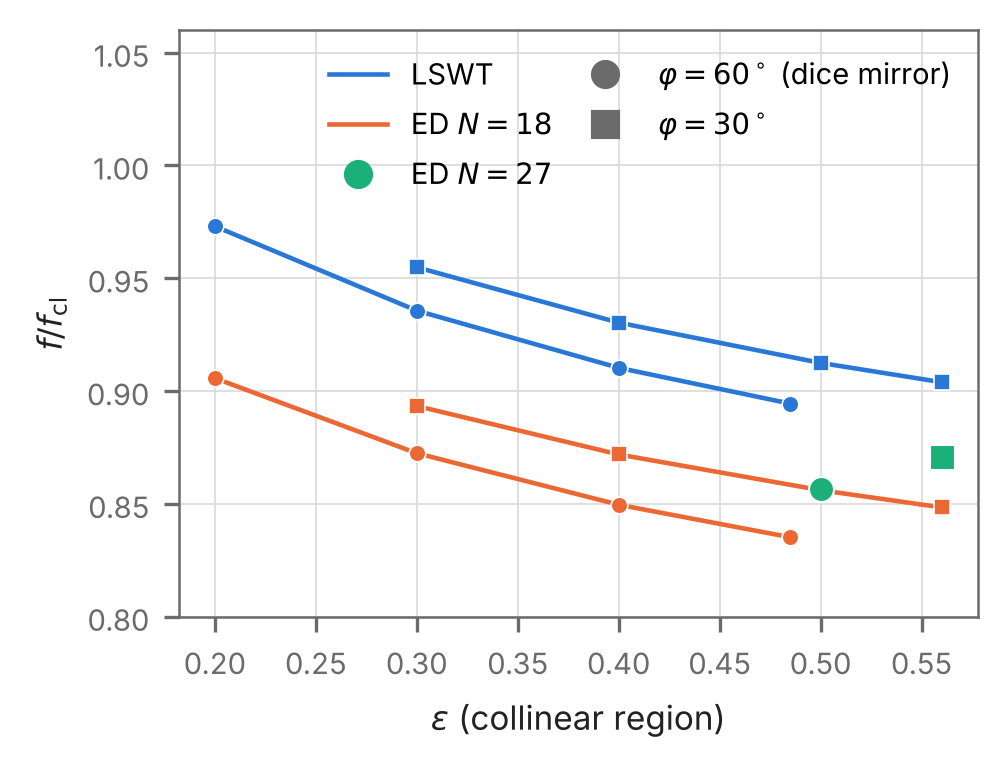 1.05
1.00
0.95
0.90
0.85
0.80
f/f_cl
LSWT
ED N = 18
ED N = 27
φ = 60° (dice mirror)
φ = 30°
0.20 0.25 0.30 0.35 0.40 0.45 0.50 0.55
ε (collinear region)